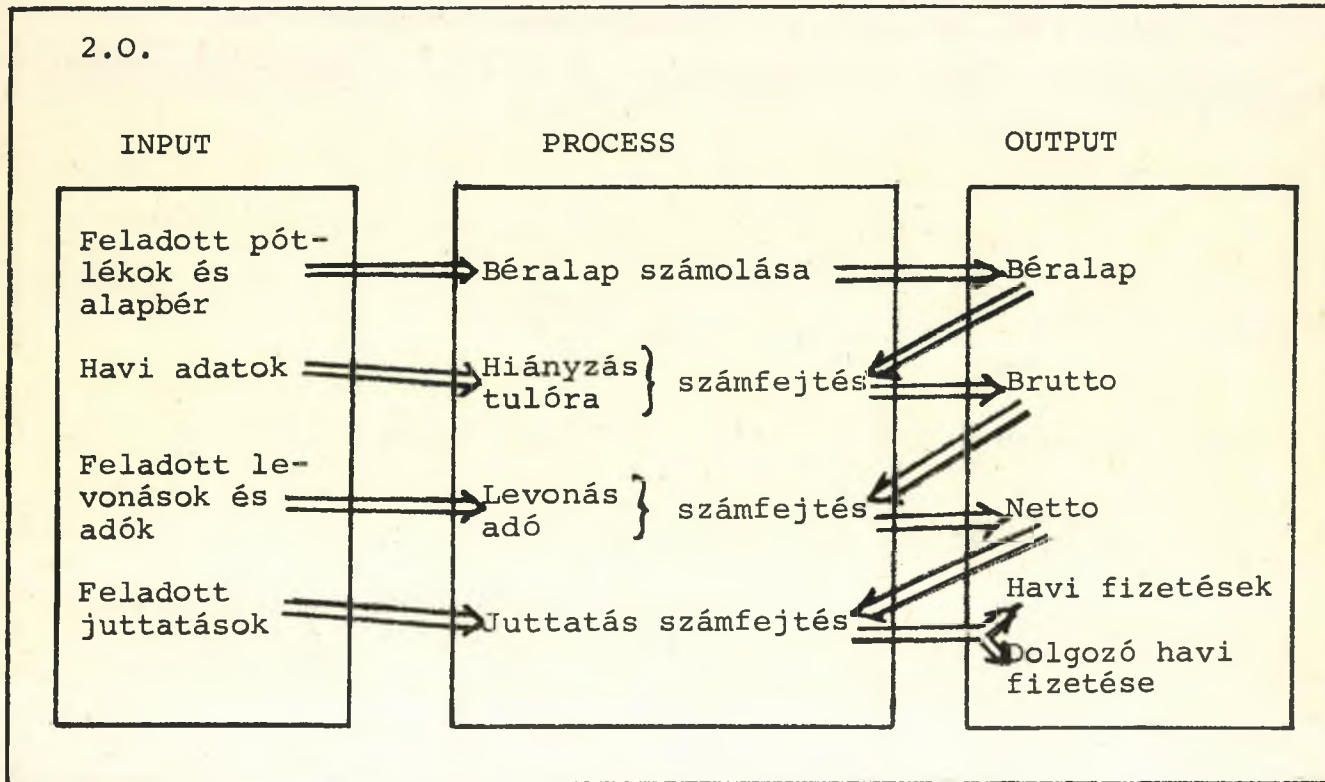 2.0.
INPUT
PROCESS
OUTPUT
Feladott pót-
lékok és
alapbér
Béralap számolása
Béralap
Havi adatok
Hiányzás
tulóra
} számfejtés
Brutto
Feladott le-
vonások és
adók
Levonás
adó
} számfejtés
Netto
Feladott
juttatások
Juttatás számfejtés
Havi fizetések
Dolgozó havi
fizetése